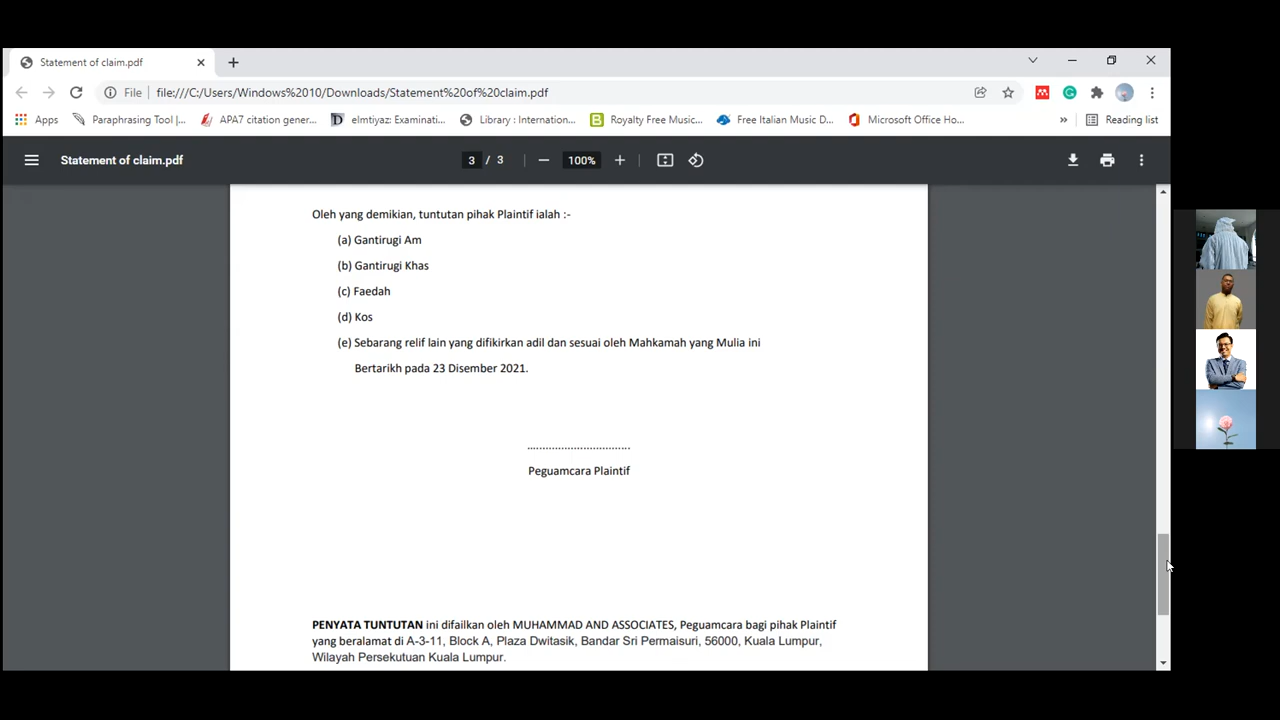 Statement of claim.pdf
File
file:///C:/Users/Windows%2010/Downloads/Statement%20of%20claim.pdf
Apps
Paraphrasing Tool |...
APA7 citation gener...
elmtiyaz: Examinati...
Library : Internation...
Royalty Free Music...
Free Italian Music D...
Microsoft Office Ho...
»
Reading list
Statement of claim.pdf
3 / 3
100%
Oleh yang demikian, tuntutan pihak Plaintif ialah :-
(a) Gantirugi Am
(b) Gantirugi Khas
(c) Faedah
(d) Kos
(e) Sebarang relif lain yang difikirkan adil dan sesuai oleh Mahkamah yang Mulia ini
Bertarikh pada 23 Disember 2021.
................................
Peguamcara Plaintif
PENYATA TUNTUTAN ini difailkan oleh MUHAMMAD AND ASSOCIATES, Peguamcara bagi pihak Plaintif
yang beralamat di A-3-11, Block A, Plaza Dwitasik, Bandar Sri Permaisuri, 56000, Kuala Lumpur,
Wilayah Persekutuan Kuala Lumpur.